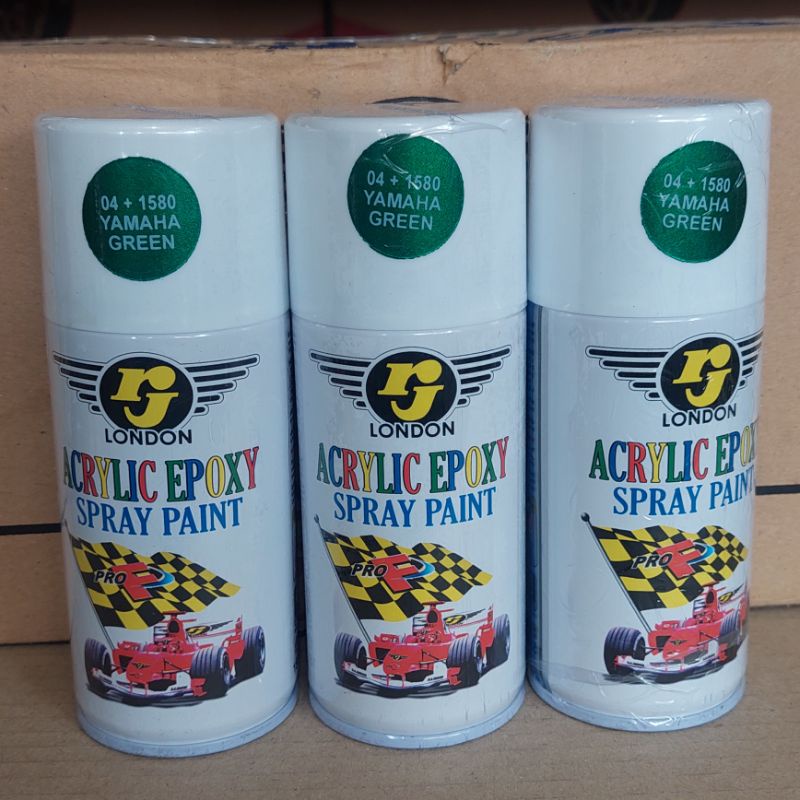 04 + 1580
YAMAHA
GREEN
rj
LONDON
ACRYLIC EPOXY
SPRAY PAINT
PRO E
04 + 1580
YAMAHA
GREEN
rj
LONDON
ACRYLIC EPOXY
SPRAY PAINT
PRO E
04 + 1580
YAMAHA
GREEN
rj
LONDON
ACRYLIC EPOXY
SPRAY PAINT
PRO E